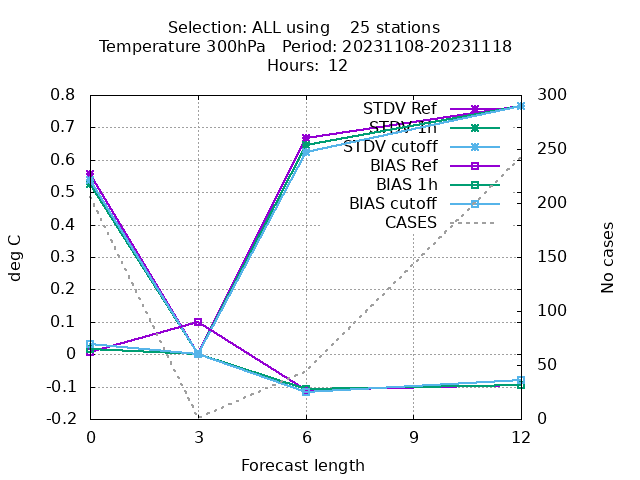 Selection: ALL using    25 stations
Temperature 300hPa   Period: 20231108-20231118
Hours: 12
STDV Ref
STDV 1h
STDV cutoff
BIAS Ref
BIAS 1h
BIAS cutoff
CASES
0.8
0.7
0.6
0.5
0.4
0.3
0.2
0.1
0
-0.1
-0.2
deg C
300
250
200
150
100
50
0
No cases
0 3 6 9 12
Forecast length